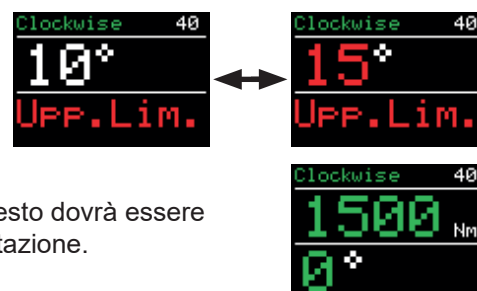 Clockwise 40
10°
Upp.Lim.
Clockwise 40
15°
Upp.Lim.
Clockwise 40
1500 Nm
0°
esto dovrà essere
tazione.